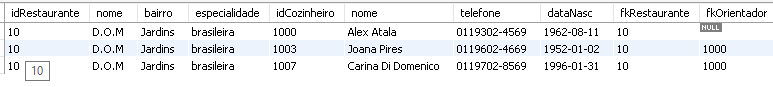 idRestaurante nome bairro especialidade idCozinheiro nome telefone dataNasc fkRestaurante fkOrientador
10 D.O.M Jardins brasileira 1000 Alex Atala 0119302-4569 1962-08-11 10 NULL
10 D.O.M Jardins brasileira 1003 Joana Pires 0119602-4669 1952-01-02 10 1000
10 D.O.M Jardins brasileira 1007 Carina Di Domenico 0119702-8569 1996-01-31 10 1000
10